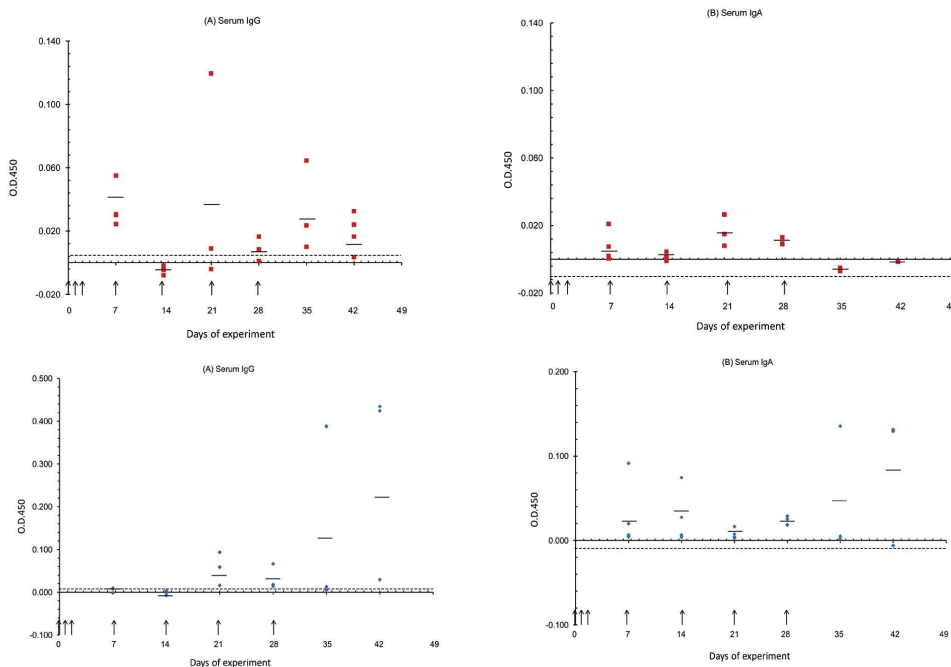 (A) Serum IgG
0.140
0.100
0.060
0.020
-0.020
O.D.450
0 7 14 21 28 35 42 49
Days of experiment
(B) Serum IgA
0.140
0.100
0.060
0.020
-0.020
O.D.450
0 7 14 21 28 35 42
Days of experiment
(A) Serum IgG
0.500
0.400
0.300
0.200
0.100
0.000
-0.100
O.D.450
0 7 14 21 28 35 42 49
Days of experiment
(B) Serum IgA
0.200
0.100
0.000
-0.100
O.D.450
0 7 14 21 28 35 42 49
Days of experiment